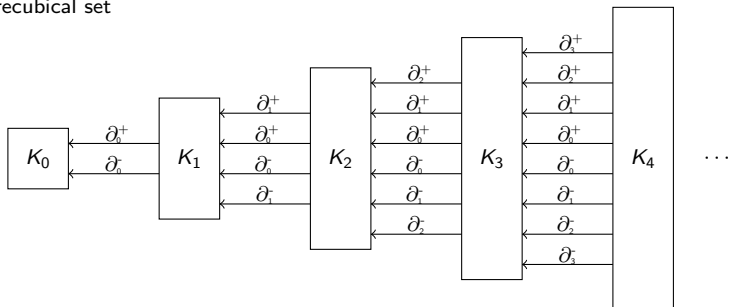 recubical set
∂₃⁺
∂₂⁺ ∂₂⁺
∂₁⁺ ∂₁⁺ ∂₁⁺
∂₀⁺ ∂₀⁺ ∂₀⁺ ∂₀⁺
K₀ K₁ K₂ K₃ K₄ ···
∂₀⁻ ∂₀⁻ ∂₀⁻ ∂₀⁻
∂₁⁻ ∂₁⁻ ∂₁⁻
∂₂⁻ ∂₂⁻
∂₃⁻